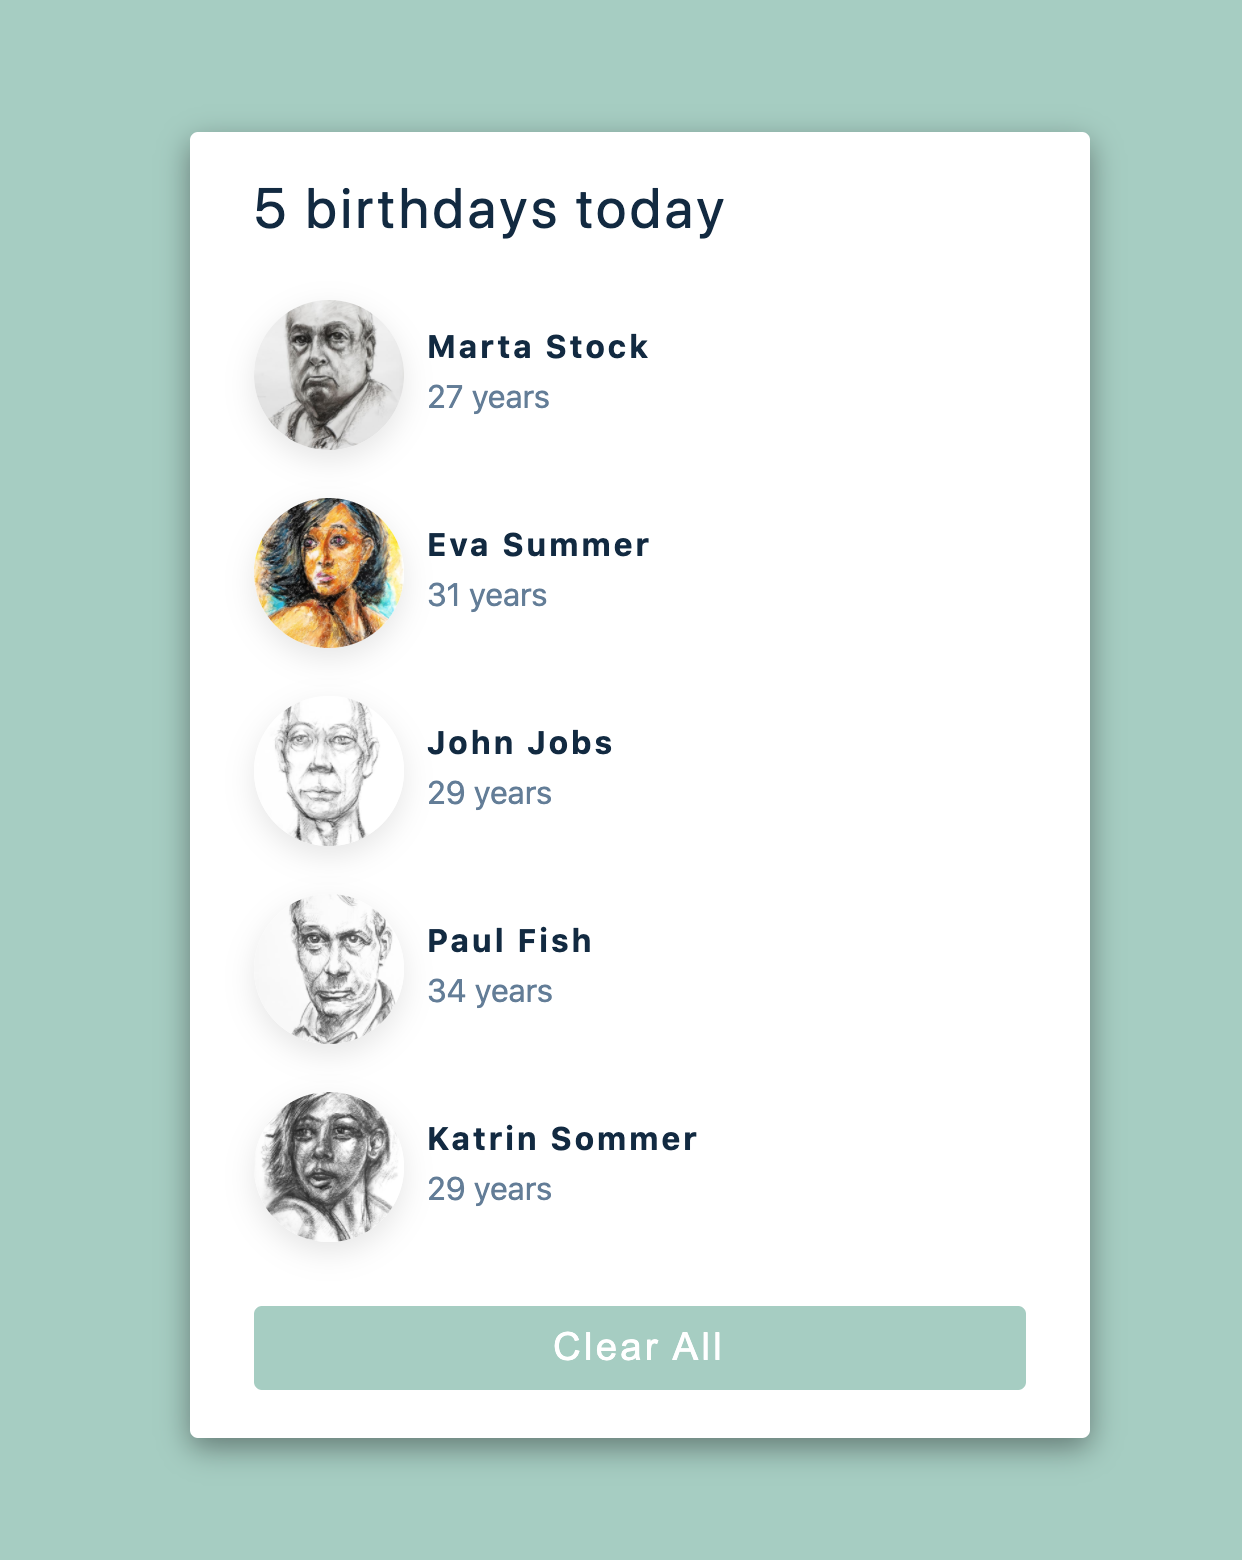 5 birthdays today
Marta Stock
27 years
Eva Summer
31 years
John Jobs
29 years
Paul Fish
34 years
Katrin Sommer
29 years
Clear All